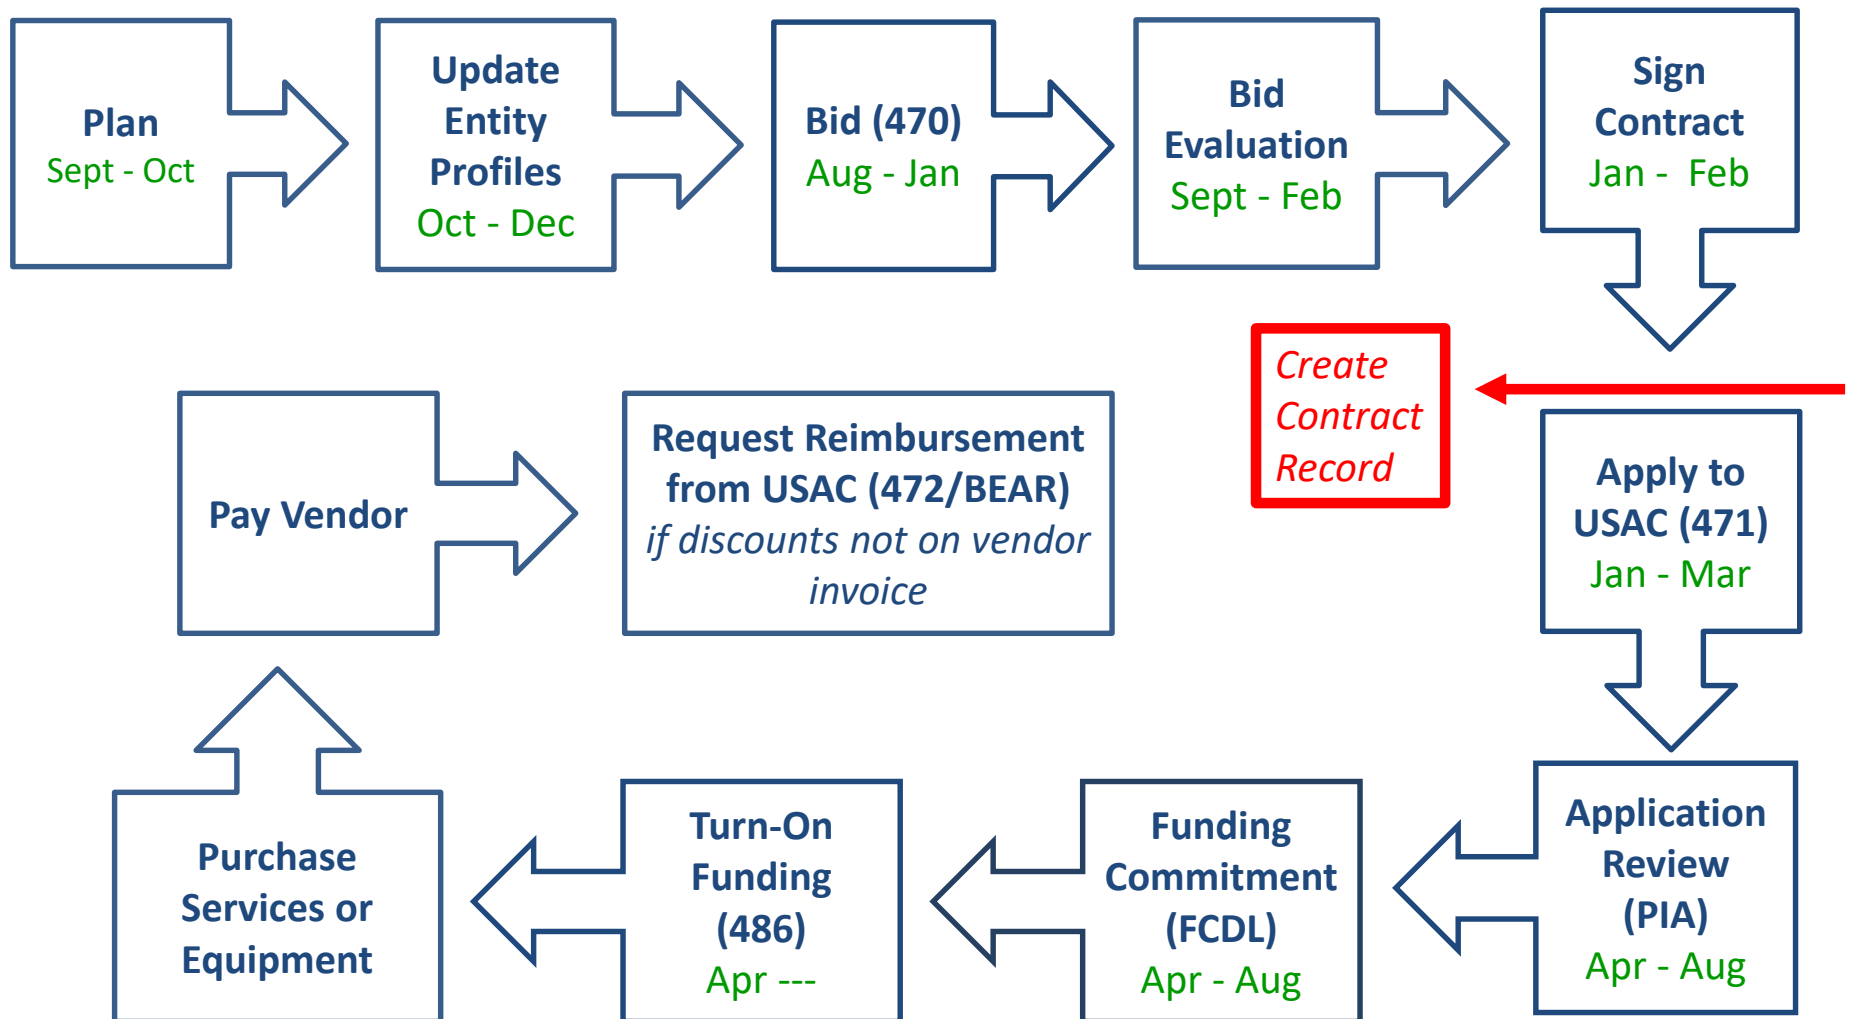 Plan
Sept - Oct
Update
Entity
Profiles
Oct - Dec
Bid (470)
Aug - Jan
Bid
Evaluation
Sept - Feb
Sign
Contract
Jan -  Feb
Create
Contract
Record
Apply to
USAC (471)
Jan - Mar
Application
Review
(PIA)
Apr - Aug
Funding
Commitment
(FCDL)
Apr - Aug
Turn-On
Funding
(486)
Apr ---
Purchase
Services or
Equipment
Pay Vendor
Request Reimbursement
from USAC (472/BEAR)
if discounts not on vendor
invoice